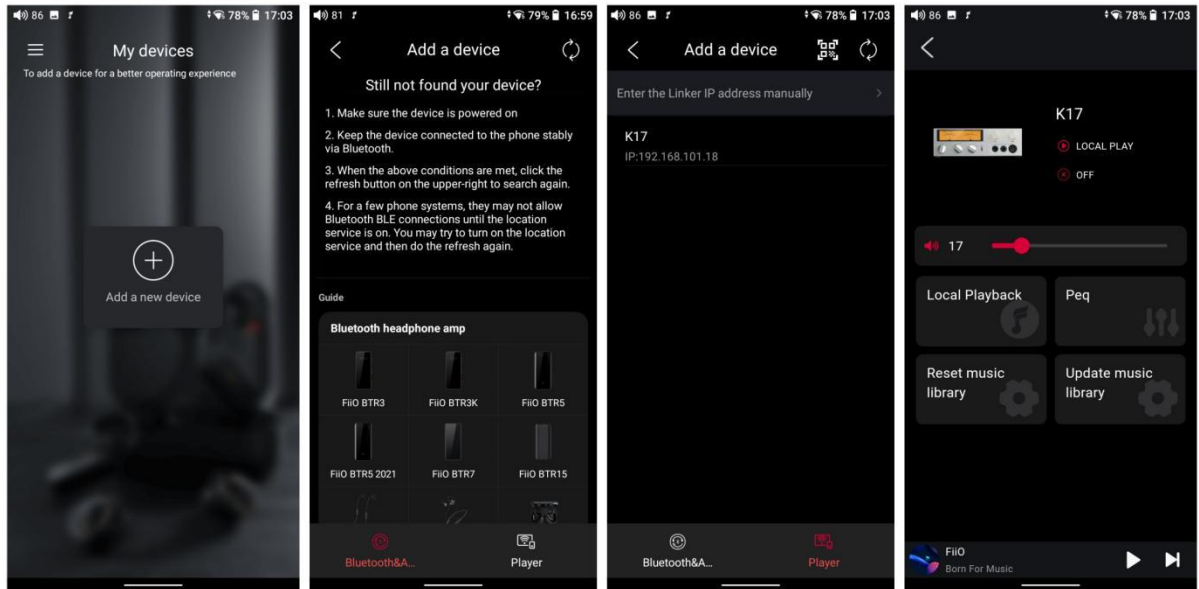 86 78% 17:03
My devices
To add a device for a better operating experience
Add a new device
81 79% 16:59
Add a device
Still not found your device?
1. Make sure the device is powered on
2. Keep the device connected to the phone stably
via Bluetooth.
3. When the above conditions are met, click the
refresh button on the upper-right to search again.
4. For a few phone systems, they may not allow
Bluetooth BLE connections until the location
service is on. You may try to turn on the location
service and then do the refresh again.
Guide
Bluetooth headphone amp
FiiO BTR3 FiiO BTR3K FiiO BTR5
FiiO BTR5 2021 FiiO BTR7 FiiO BTR15
Bluetooth&A... Player
86 78% 17:03
Add a device
Enter the Linker IP address manually
K17
IP:192.168.101.18
Bluetooth&A... Player
86 78% 17:03
K17
LOCAL PLAY
OFF
17
Local Playback Peq
Reset music Update music
library library
FiiO
Born For Music